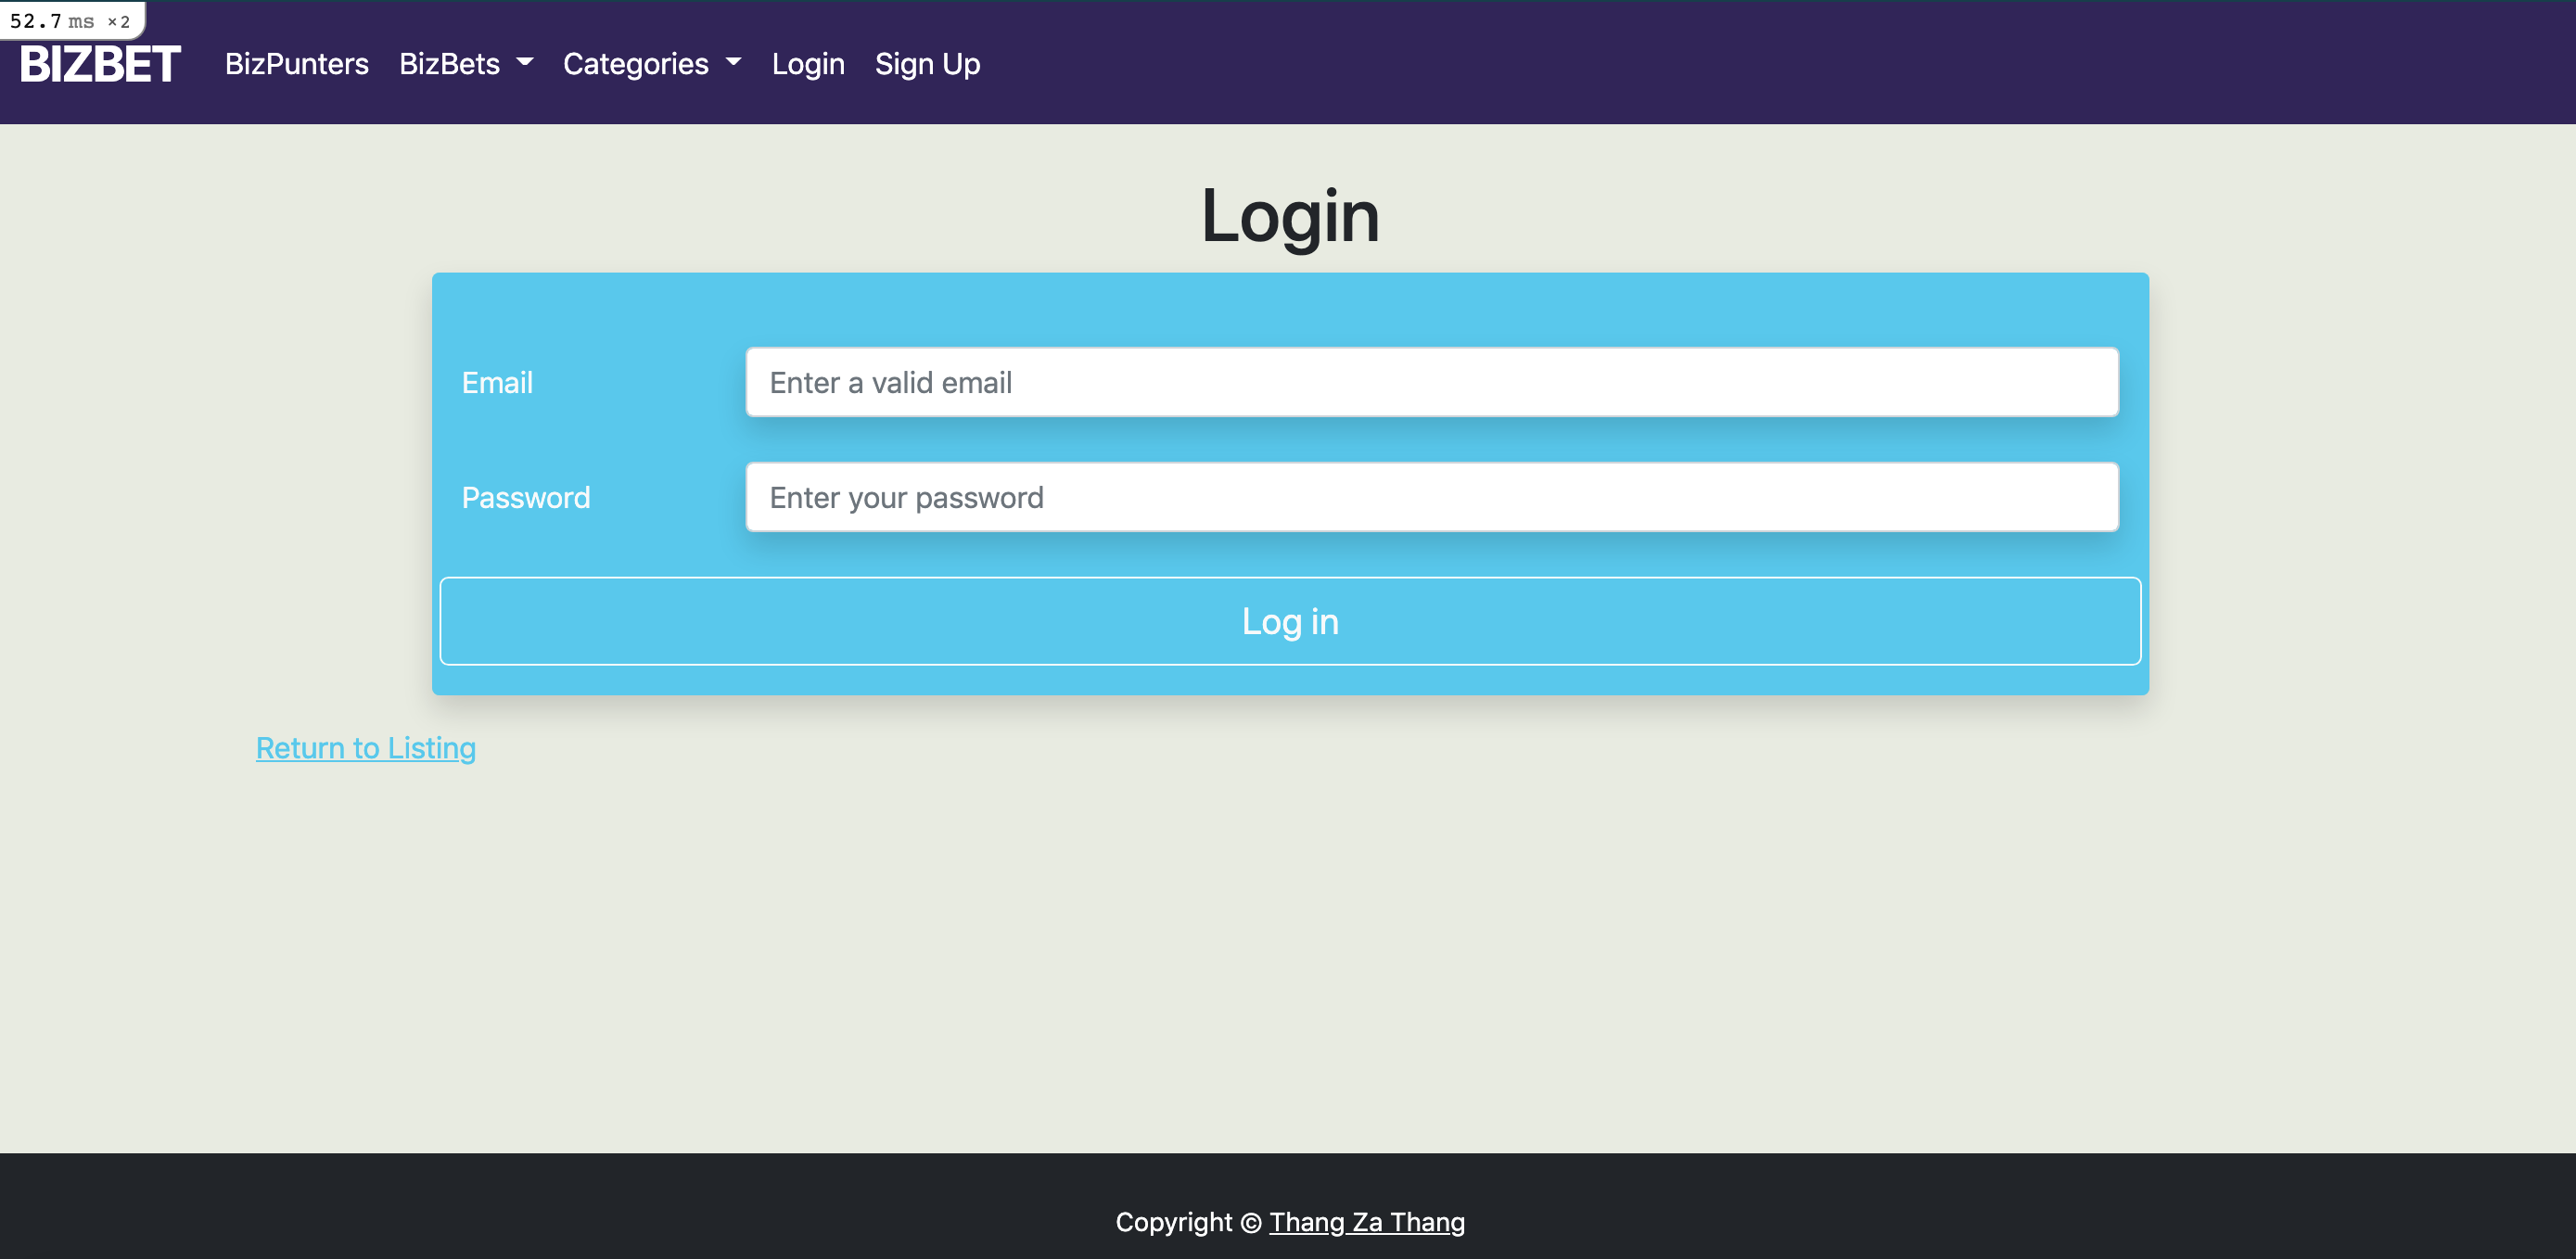 52.7 ms ×2
BIZBET BizPunters BizBets Categories Login Sign Up
Login
Email Enter a valid email
Password Enter your password
Log in
Return to Listing
Copyright © Thang Za Thang